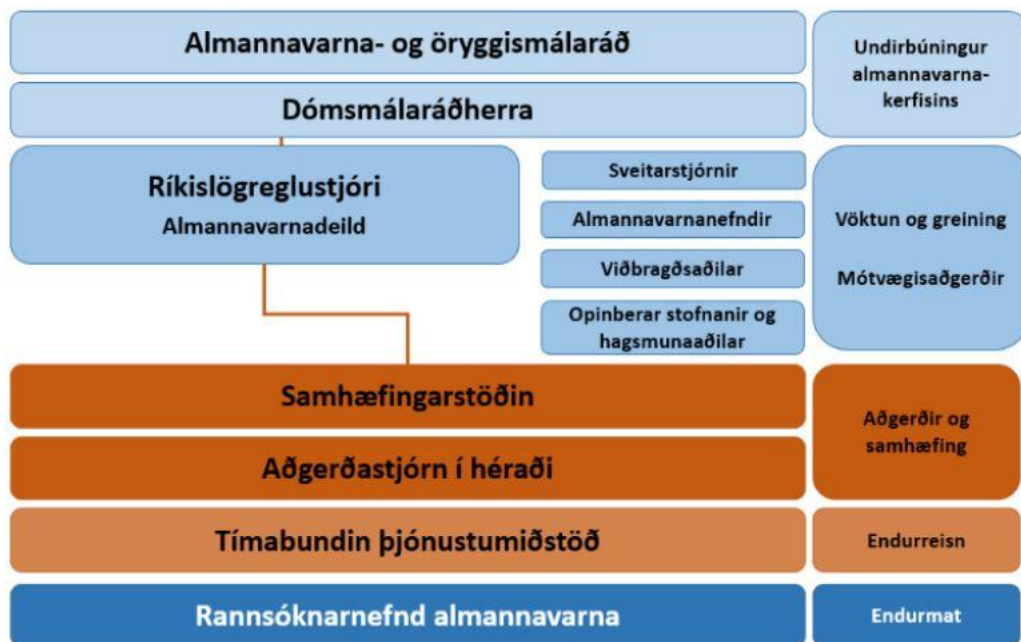 Almannavarna- og öryggismálaráð
Undirbúningur
almannavarna-
kerfisins
Dómsmálaráðherra
Ríkislögreglustjóri
Almannavarnadeild
Sveitarstjórnir
Almannavarnanefndir
Viðbragðsaðilar
Opinberar stofnanir og
hagsmunaaðilar
Vöktun og greining
Mótvægisaðgerðir
Samhæfingarstöðin
Aðgerðastjórn í héraði
Aðgerðir og
samhæfing
Tímabundin þjónustumiðstöð
Endurreisn
Rannsóknarnefnd almannavarna
Endurmat